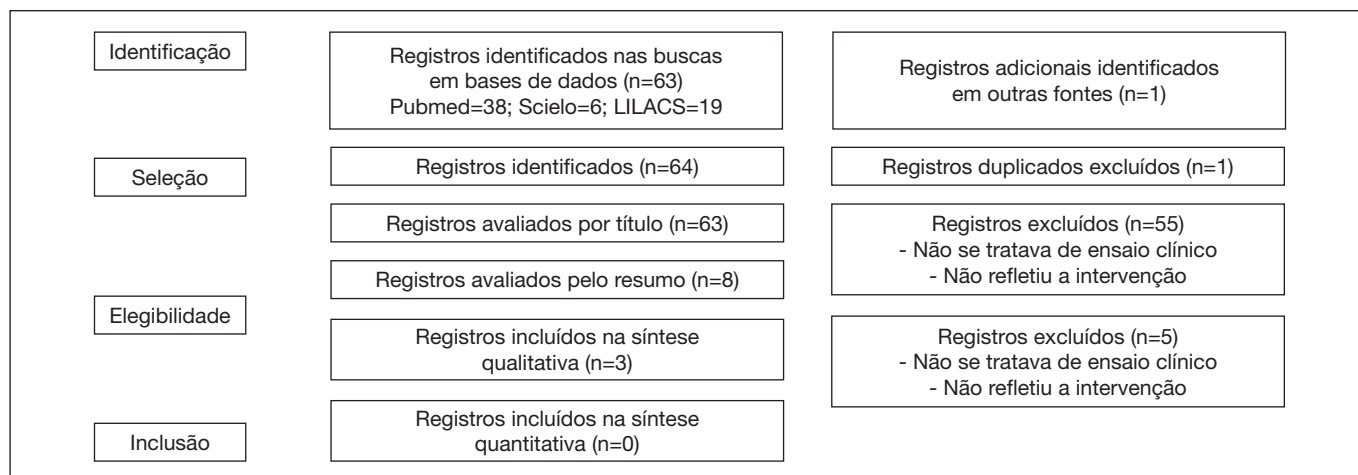 Identificação
Registros identificados nas buscas
em bases de dados (n=63)
Pubmed=38; Scielo=6; LILACS=19
Registros adicionais identificados
em outras fontes (n=1)
Seleção
Registros identificados (n=64)
Registros duplicados excluídos (n=1)
Registros avaliados por título (n=63)
Registros excluídos (n=55)
- Não se tratava de ensaio clínico
- Não refletiu a intervenção
Registros avaliados pelo resumo (n=8)
Elegibilidade
Registros incluídos na síntese
qualitativa (n=3)
Registros excluídos (n=5)
- Não se tratava de ensaio clínico
- Não refletiu a intervenção
Inclusão
Registros incluídos na síntese
quantitativa (n=0)